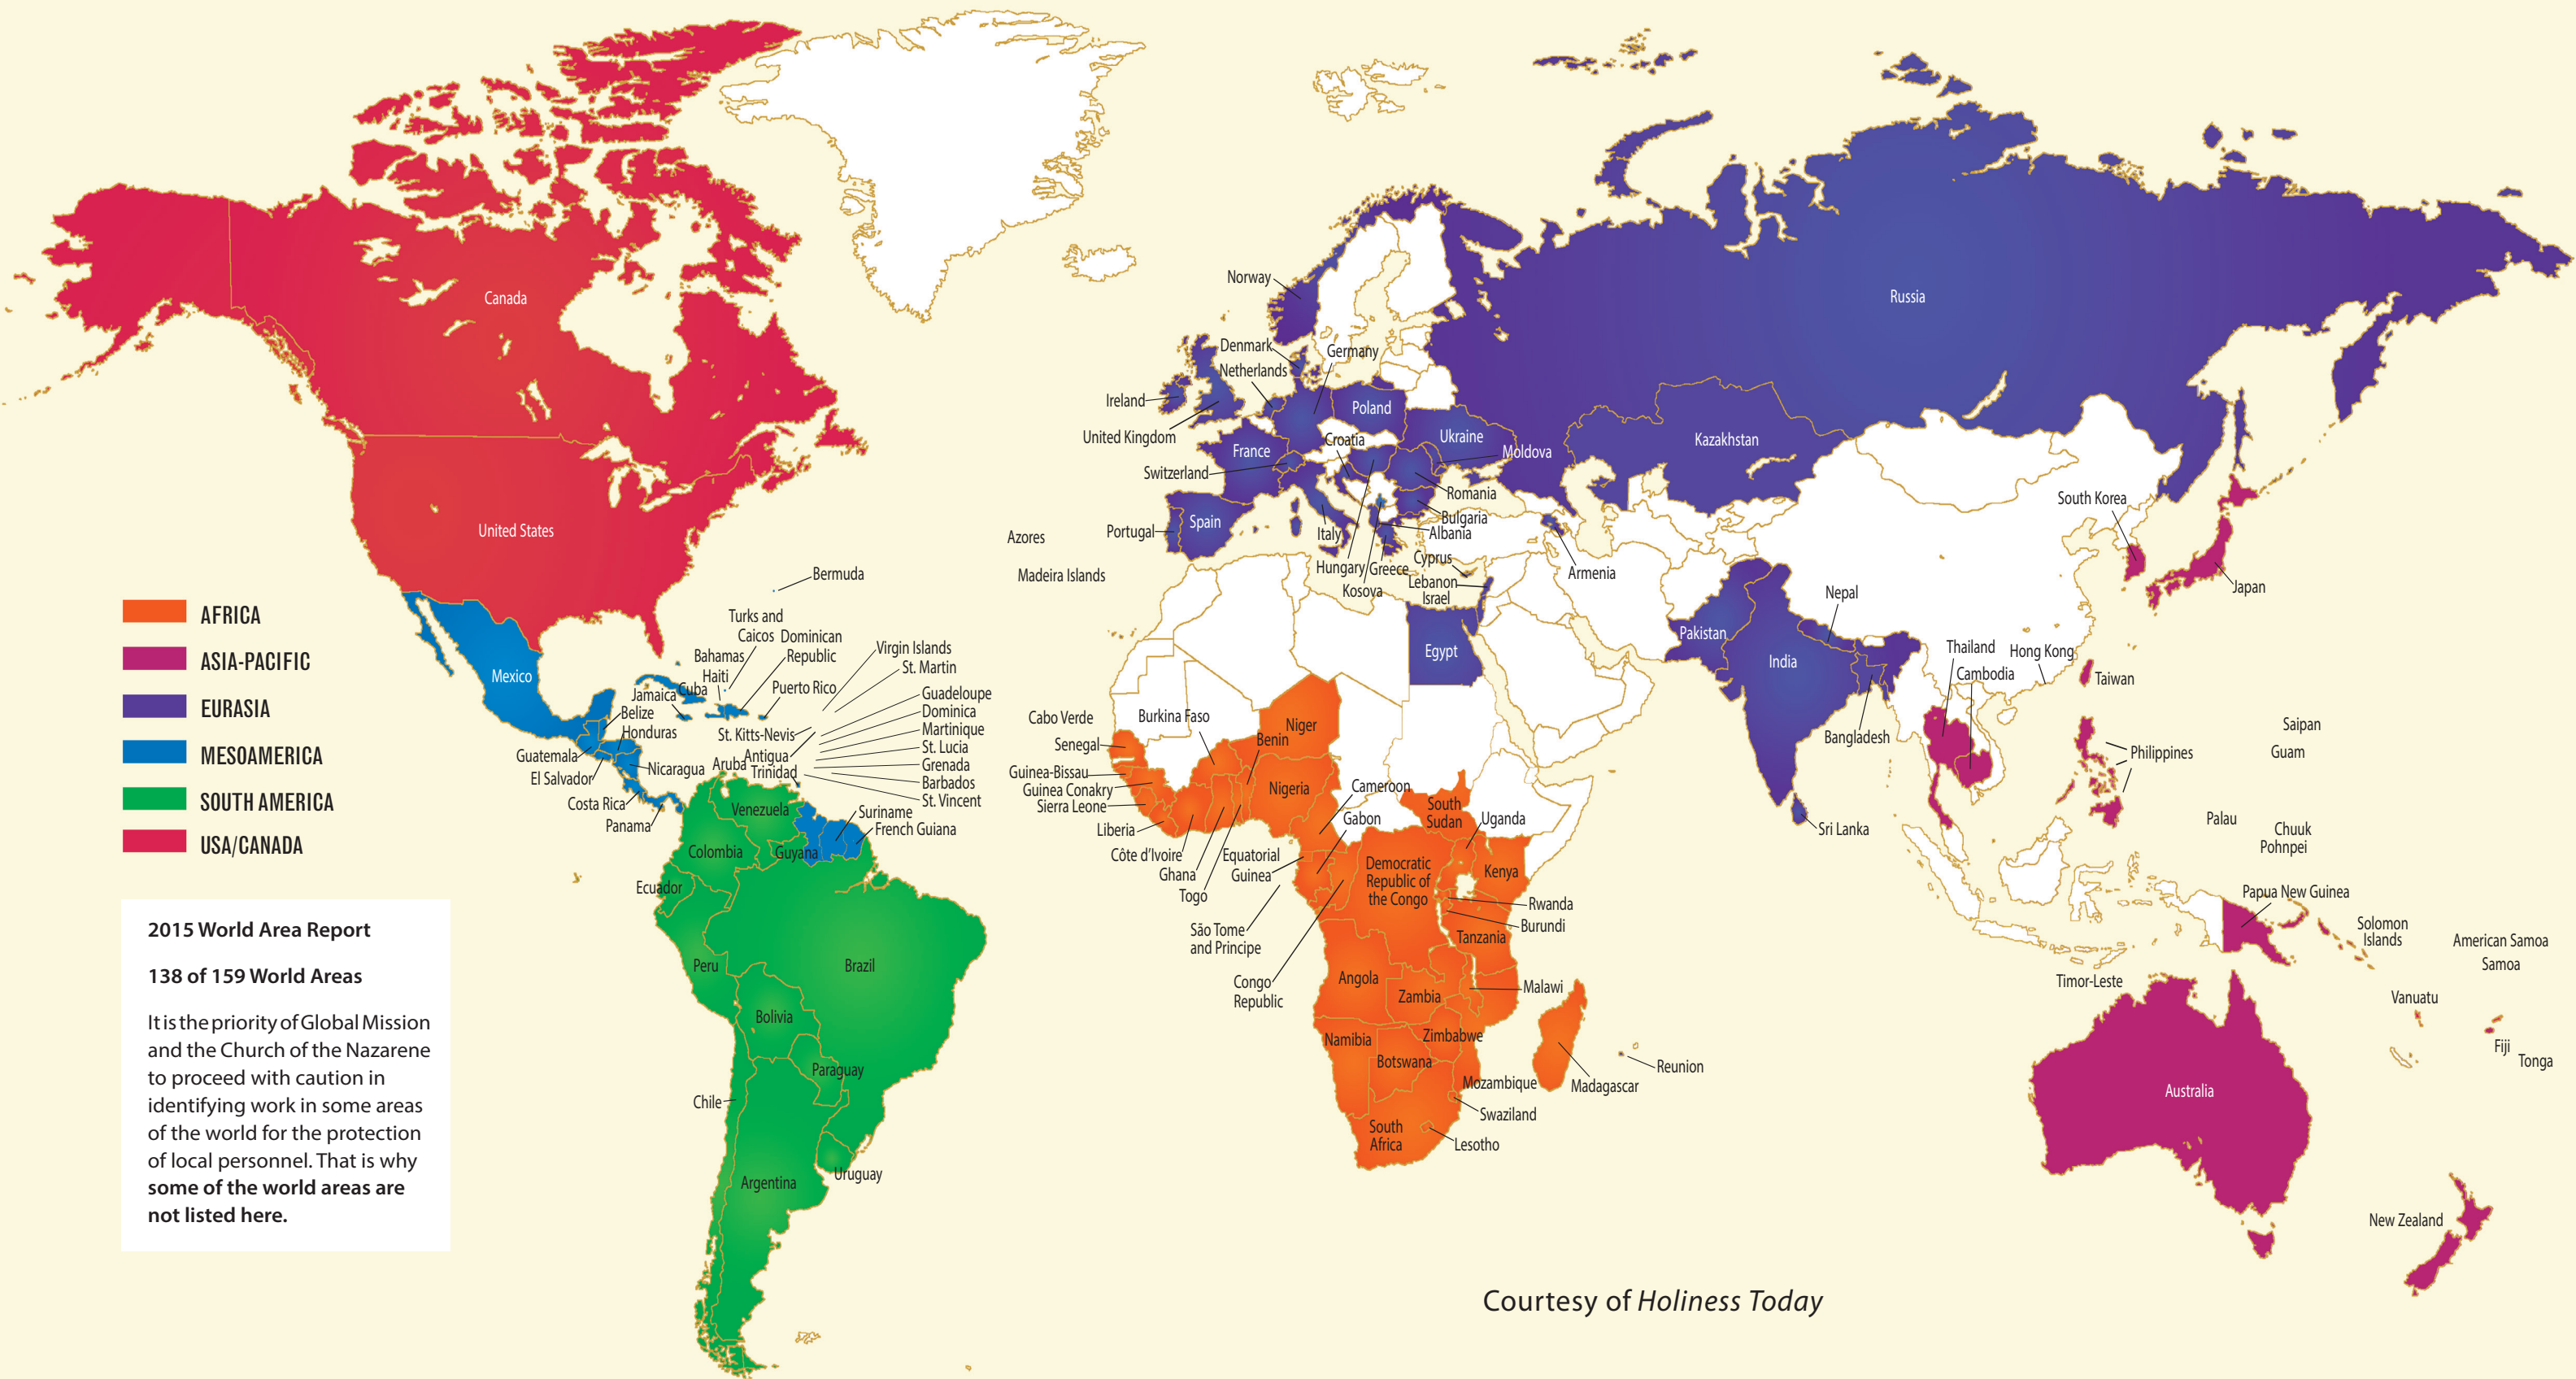 Canada
United States
Mexico
Bermuda
Turks and
Caicos
Dominican
Republic
Bahamas
Haiti
Cuba
Jamaica
Puerto Rico
Virgin Islands
St. Martin
Guadeloupe
Dominica
Martinique
St. Lucia
Grenada
Barbados
St. Vincent
St. Kitts-Nevis
Antigua
Trinidad
Aruba
Belize
Honduras
Guatemala
El Salvador
Nicaragua
Costa Rica
Panama
Venezuela
Suriname
French Guiana
Guyana
Colombia
Ecuador
Peru
Brazil
Bolivia
Paraguay
Chile
Argentina
Uruguay
AFRICA
ASIA-PACIFIC
EURASIA
MESOAMERICA
SOUTH AMERICA
USA/CANADA
2015 World Area Report
138 of 159 World Areas
It is the priority of Global Mission
and the Church of the Nazarene
to proceed with caution in
identifying work in some areas
of the world for the protection
of local personnel. That is why
some of the world areas are
not listed here.
Norway
Denmark
Netherlands
Germany
Ireland
United Kingdom
Poland
France
Croatia
Ukraine
Moldova
Switzerland
Romania
Bulgaria
Albania
Portugal
Spain
Italy
Hungary
Greece
Kosova
Cyprus
Lebanon
Israel
Armenia
Azores
Madeira Islands
Russia
Kazakhstan
Egypt
Pakistan
India
Nepal
Bangladesh
Sri Lanka
South Korea
Japan
Thailand
Cambodia
Hong Kong
Taiwan
Philippines
Saipan
Guam
Palau
Chuuk
Pohnpei
Papua New Guinea
Solomon
Islands
American Samoa
Samoa
Timor-Leste
Vanuatu
Fiji
Tonga
Australia
New Zealand
Cabo Verde
Senegal
Guinea-Bissau
Guinea Conakry
Sierra Leone
Liberia
Côte d'Ivoire
Ghana
Togo
Burkina Faso
Niger
Benin
Nigeria
Cameroon
Gabon
Equatorial
Guinea
São Tome
and Principe
Congo
Republic
Democratic
Republic of
the Congo
South
Sudan
Uganda
Kenya
Rwanda
Burundi
Tanzania
Angola
Zambia
Malawi
Namibia
Zimbabwe
Botswana
Mozambique
Madagascar
Reunion
Swaziland
South
Africa
Lesotho
Courtesy of Holiness Today